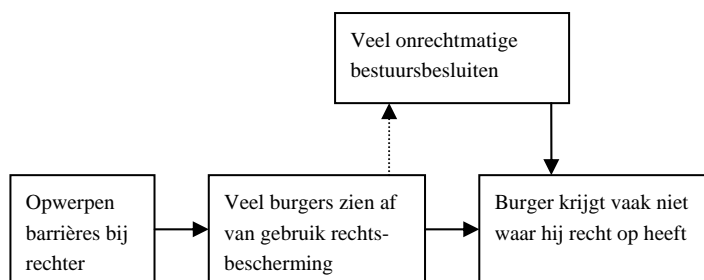 Veel onrechtmatige
bestuursbesluiten
Opwerpen
barrières bij
rechter
Veel burgers zien af
van gebruik rechts-
bescherming
Burger krijgt vaak niet
waar hij recht op heeft